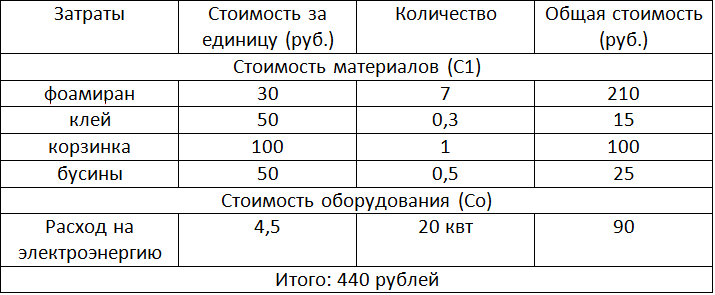 Затраты Стоимость за единицу (руб.) Количество Общая стоимость (руб.)
Стоимость материалов (С1)
фоамиран 30 7 210
клей 50 0,3 15
корзинка 100 1 100
бусины 50 0,5 25
Стоимость оборудования (Со)
Расход на электроэнергию 4,5 20 квт 90
Итого: 440 рублей